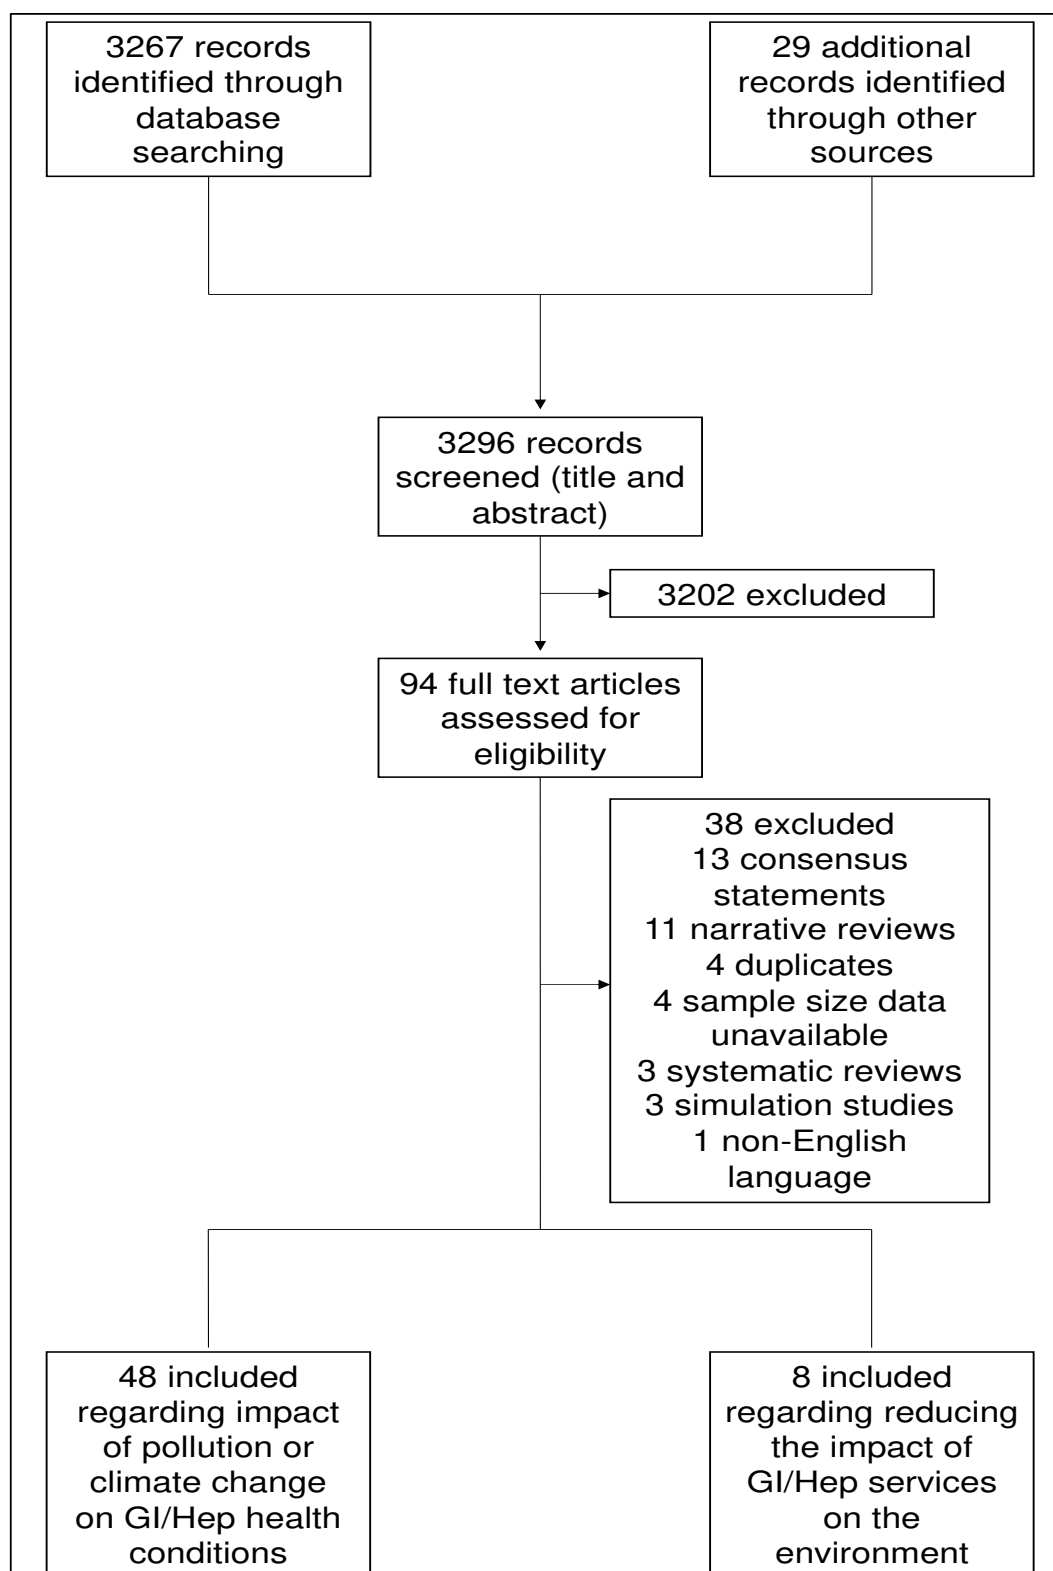 3267 records
identified through
database
searching
29 additional
records identified
through other
sources
3296 records
screened (title and
abstract)
3202 excluded
94 full text articles
assessed for
eligibility
38 excluded
13 consensus
statements
11 narrative reviews
4 duplicates
4 sample size data
unavailable
3 systematic reviews
3 simulation studies
1 non-English
language
48 included
regarding impact
of pollution or
climate change
on GI/Hep health
conditions
8 included
regarding reducing
the impact of
GI/Hep services
on the
environment